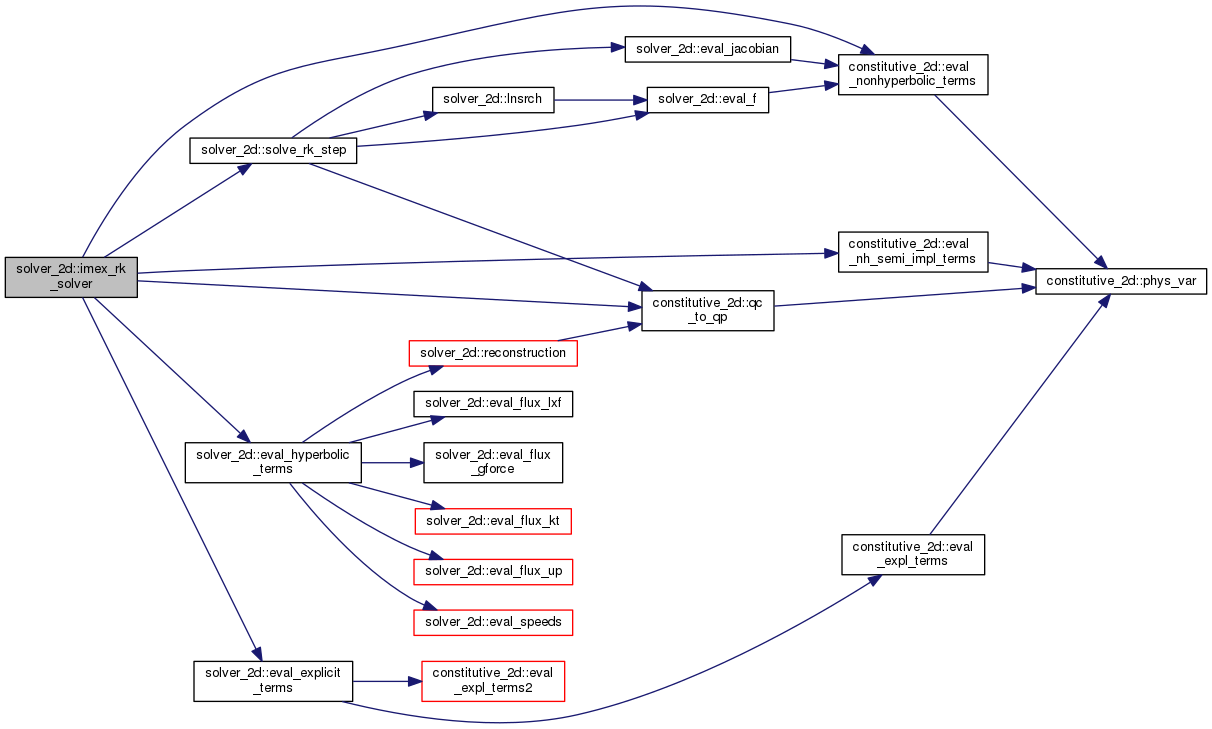 solver_2d::imex_rk
_solver
solver_2d::solve_rk_step
solver_2d::eval_hyperbolic
_terms
solver_2d::eval_explicit
_terms
solver_2d::lnsrch
solver_2d::reconstruction
solver_2d::eval_flux_lxf
solver_2d::eval_flux
_gforce
solver_2d::eval_flux_kt
solver_2d::eval_flux_up
solver_2d::eval_speeds
constitutive_2d::eval
_expl_terms2
solver_2d::eval_jacobian
solver_2d::eval_f
constitutive_2d::qc
_to_qp
constitutive_2d::eval
_nonhyperbolic_terms
constitutive_2d::eval
_nh_semi_impl_terms
constitutive_2d::eval
_expl_terms
constitutive_2d::phys_var